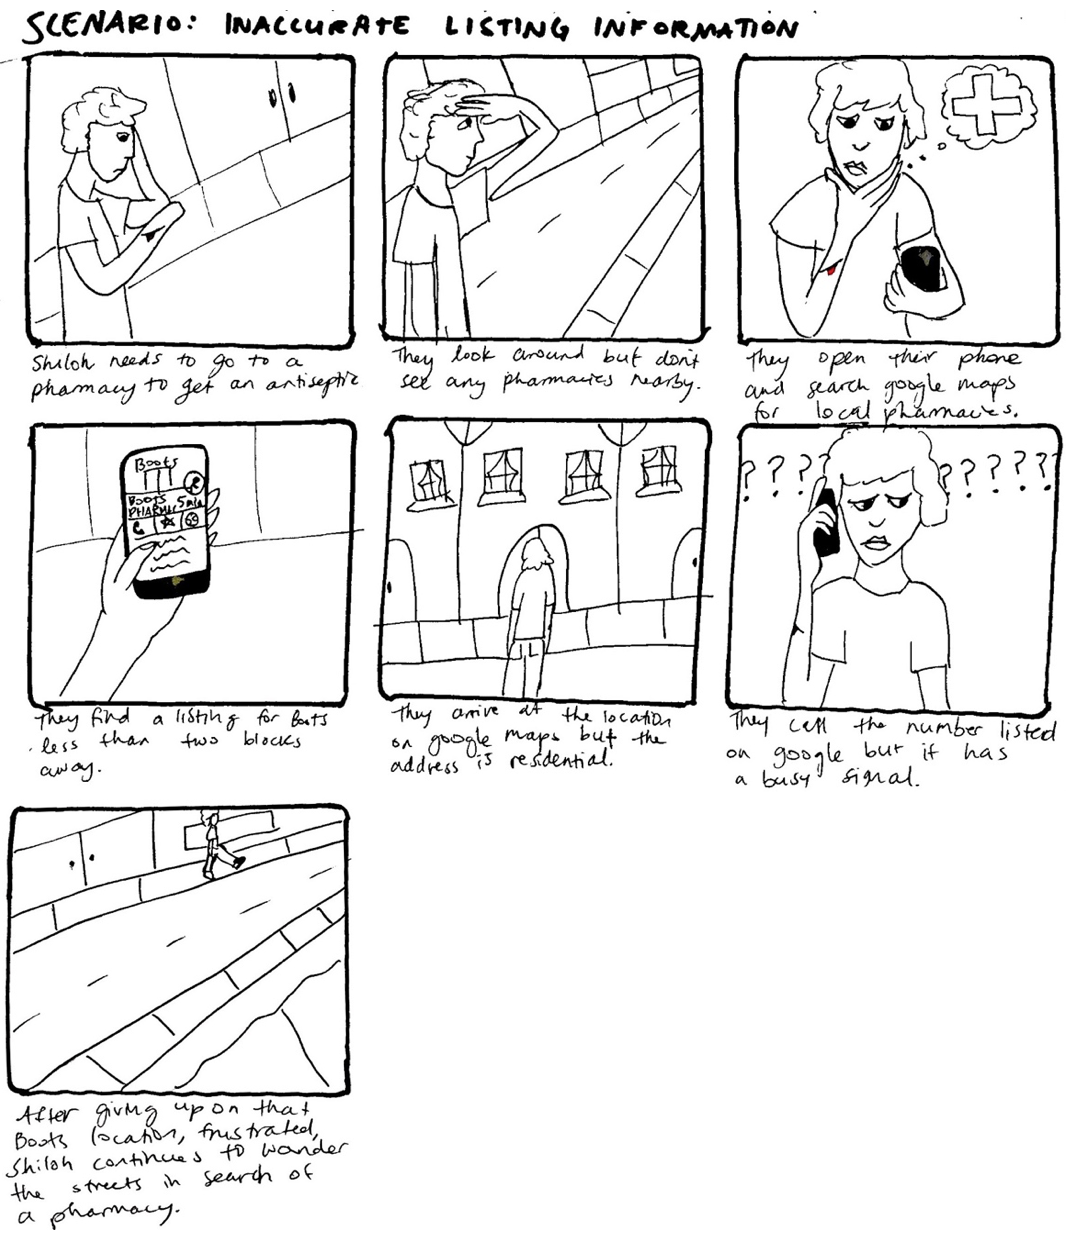 SCENARIO: INACCURATE LISTING INFORMATION
Shiloh needs to go to a
pharmacy to get an antiseptic
They look around but don't
see any pharmacies nearby.
They open their phone
and search google maps
for local pharmacies.
Boots
BOOTS
PHARMAC 5min
They find a listing for Boots
less than two blocks
away.
They arrive at the location
on google maps but the
address is residential.
? ? ? ? ? ? ? ? ?
They call the number listed
on google but it has
a busy signal.
After giving up on that
Boots location, frustrated,
Shiloh continues to wander
the streets in search of
a pharmacy.